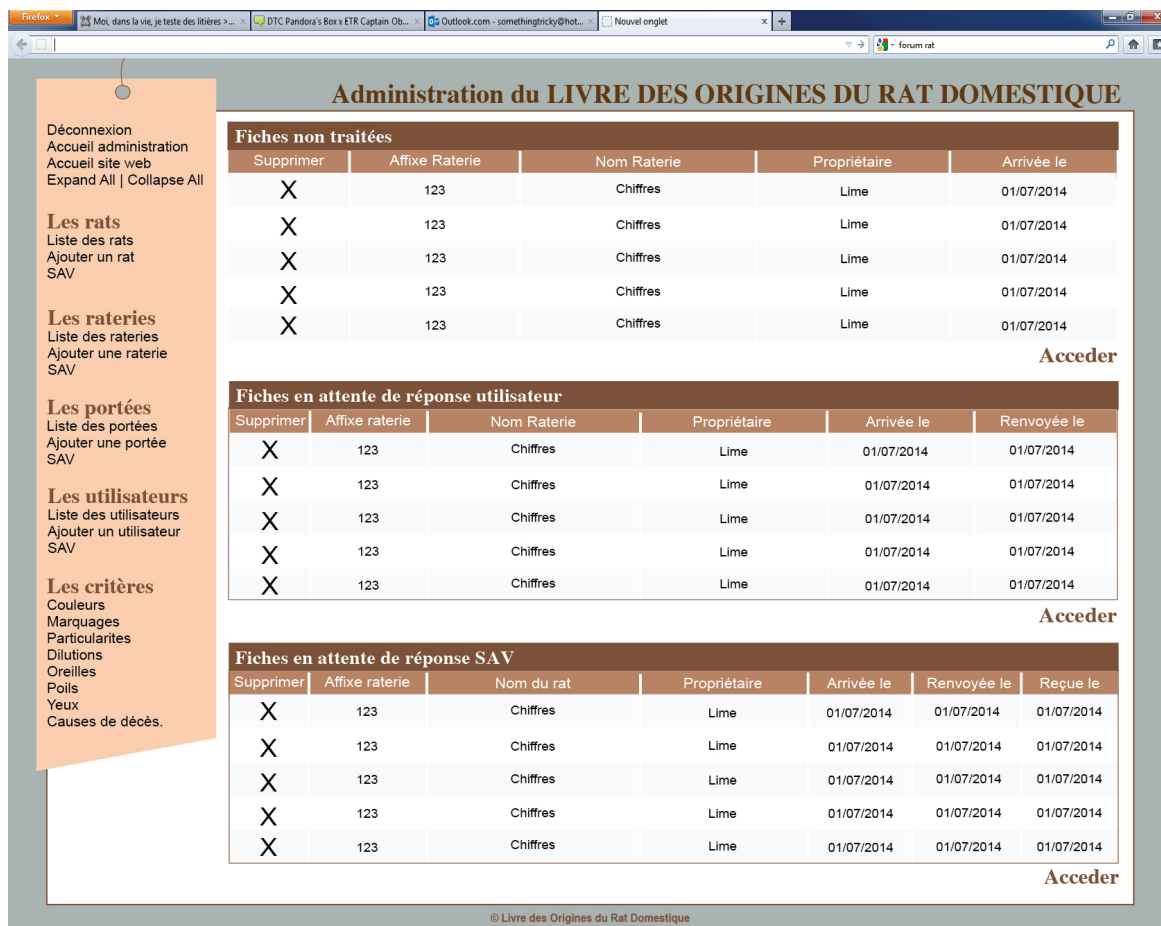 Firefox
Moi, dans la vie, je teste des litières >...
DTC Pandora's Box x ETR Captain Ob...
Outlook.com - somethingtricky@hot...
Nouvel onglet
forum rat
Administration du LIVRE DES ORIGINES DU RAT DOMESTIQUE
Déconnexion
Accueil administration
Accueil site web
Expand All | Collapse All
Les rats
Liste des rats
Ajouter un rat
SAV
Les rateries
Liste des rateries
Ajouter une raterie
SAV
Les portées
Liste des portées
Ajouter une portée
SAV
Les utilisateurs
Liste des utilisateurs
Ajouter un utilisateur
SAV
Les critères
Couleurs
Marquages
Particularites
Dilutions
Oreilles
Poils
Yeux
Causes de décès.
Fiches non traitées
Supprimer Affixe Raterie Nom Raterie Propriétaire Arrivée le
X 123 Chiffres Lime 01/07/2014
X 123 Chiffres Lime 01/07/2014
X 123 Chiffres Lime 01/07/2014
X 123 Chiffres Lime 01/07/2014
X 123 Chiffres Lime 01/07/2014
Acceder
Fiches en attente de réponse utilisateur
Supprimer Affixe raterie Nom Raterie Propriétaire Arrivée le Renvoyée le
X 123 Chiffres Lime 01/07/2014 01/07/2014
X 123 Chiffres Lime 01/07/2014 01/07/2014
X 123 Chiffres Lime 01/07/2014 01/07/2014
X 123 Chiffres Lime 01/07/2014 01/07/2014
X 123 Chiffres Lime 01/07/2014 01/07/2014
Acceder
Fiches en attente de réponse SAV
Supprimer Affixe raterie Nom du rat Propriétaire Arrivée le Renvoyée le Reçue le
X 123 Chiffres Lime 01/07/2014 01/07/2014 01/07/2014
X 123 Chiffres Lime 01/07/2014 01/07/2014 01/07/2014
X 123 Chiffres Lime 01/07/2014 01/07/2014 01/07/2014
X 123 Chiffres Lime 01/07/2014 01/07/2014 01/07/2014
X 123 Chiffres Lime 01/07/2014 01/07/2014 01/07/2014
Acceder
© Livre des Origines du Rat Domestique